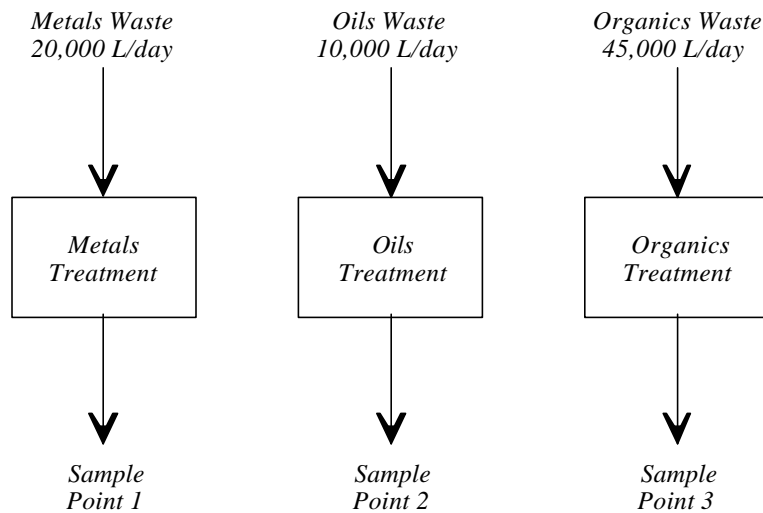 Metals Waste
20,000 L/day
Oils Waste
10,000 L/day
Organics Waste
45,000 L/day
Metals
Treatment
Oils
Treatment
Organics
Treatment
Sample
Point 1
Sample
Point 2
Sample
Point 3